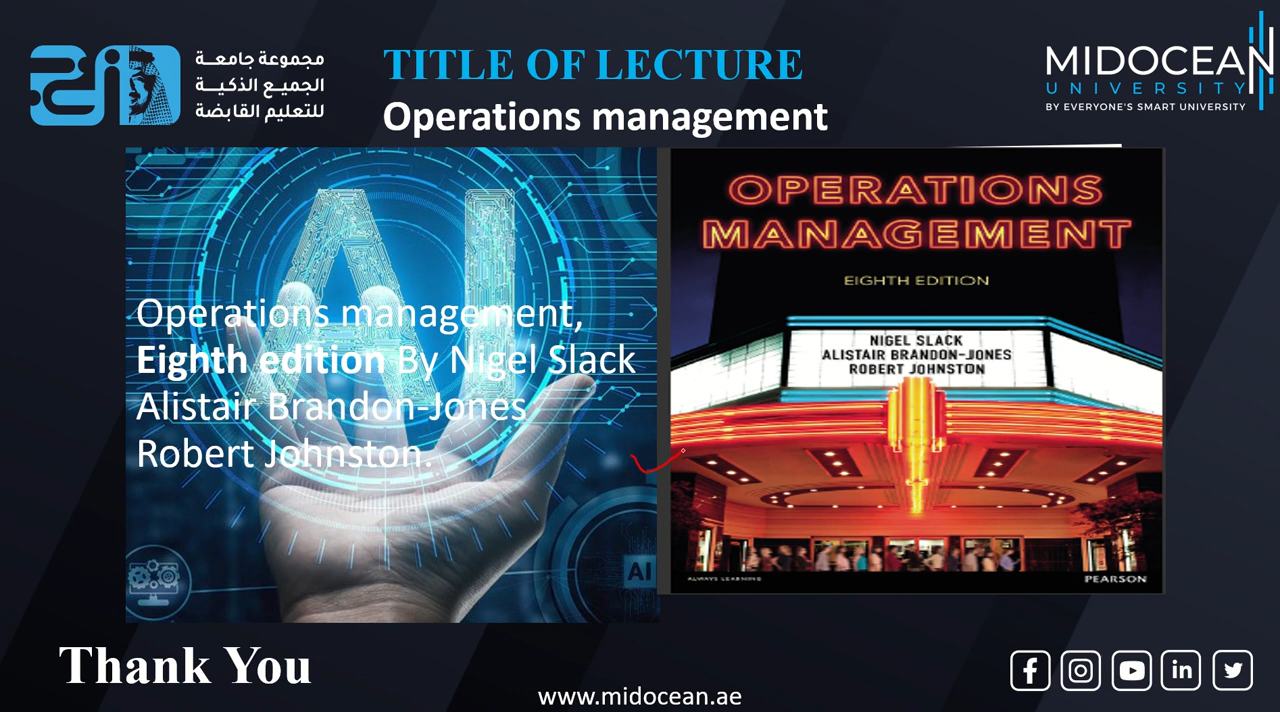 مجموعة جامعة
الجميع الذكية
للتعليم القابضة
TITLE OF LECTURE
Operations management
MIDOCEAN
UNIVERSITY
BY EVERYONE'S SMART UNIVERSITY
AI
Operations management,
Eighth edition By Nigel Slack
Alistair Brandon-Jones
Robert Johnston.
AI
OPERATIONS
MANAGEMENT
EIGHTH EDITION
NIGEL SLACK
ALISTAIR BRANDON-JONES
ROBERT JOHNSTON
ALWAYS LEARNING
PEARSON
Thank You
www.midocean.ae